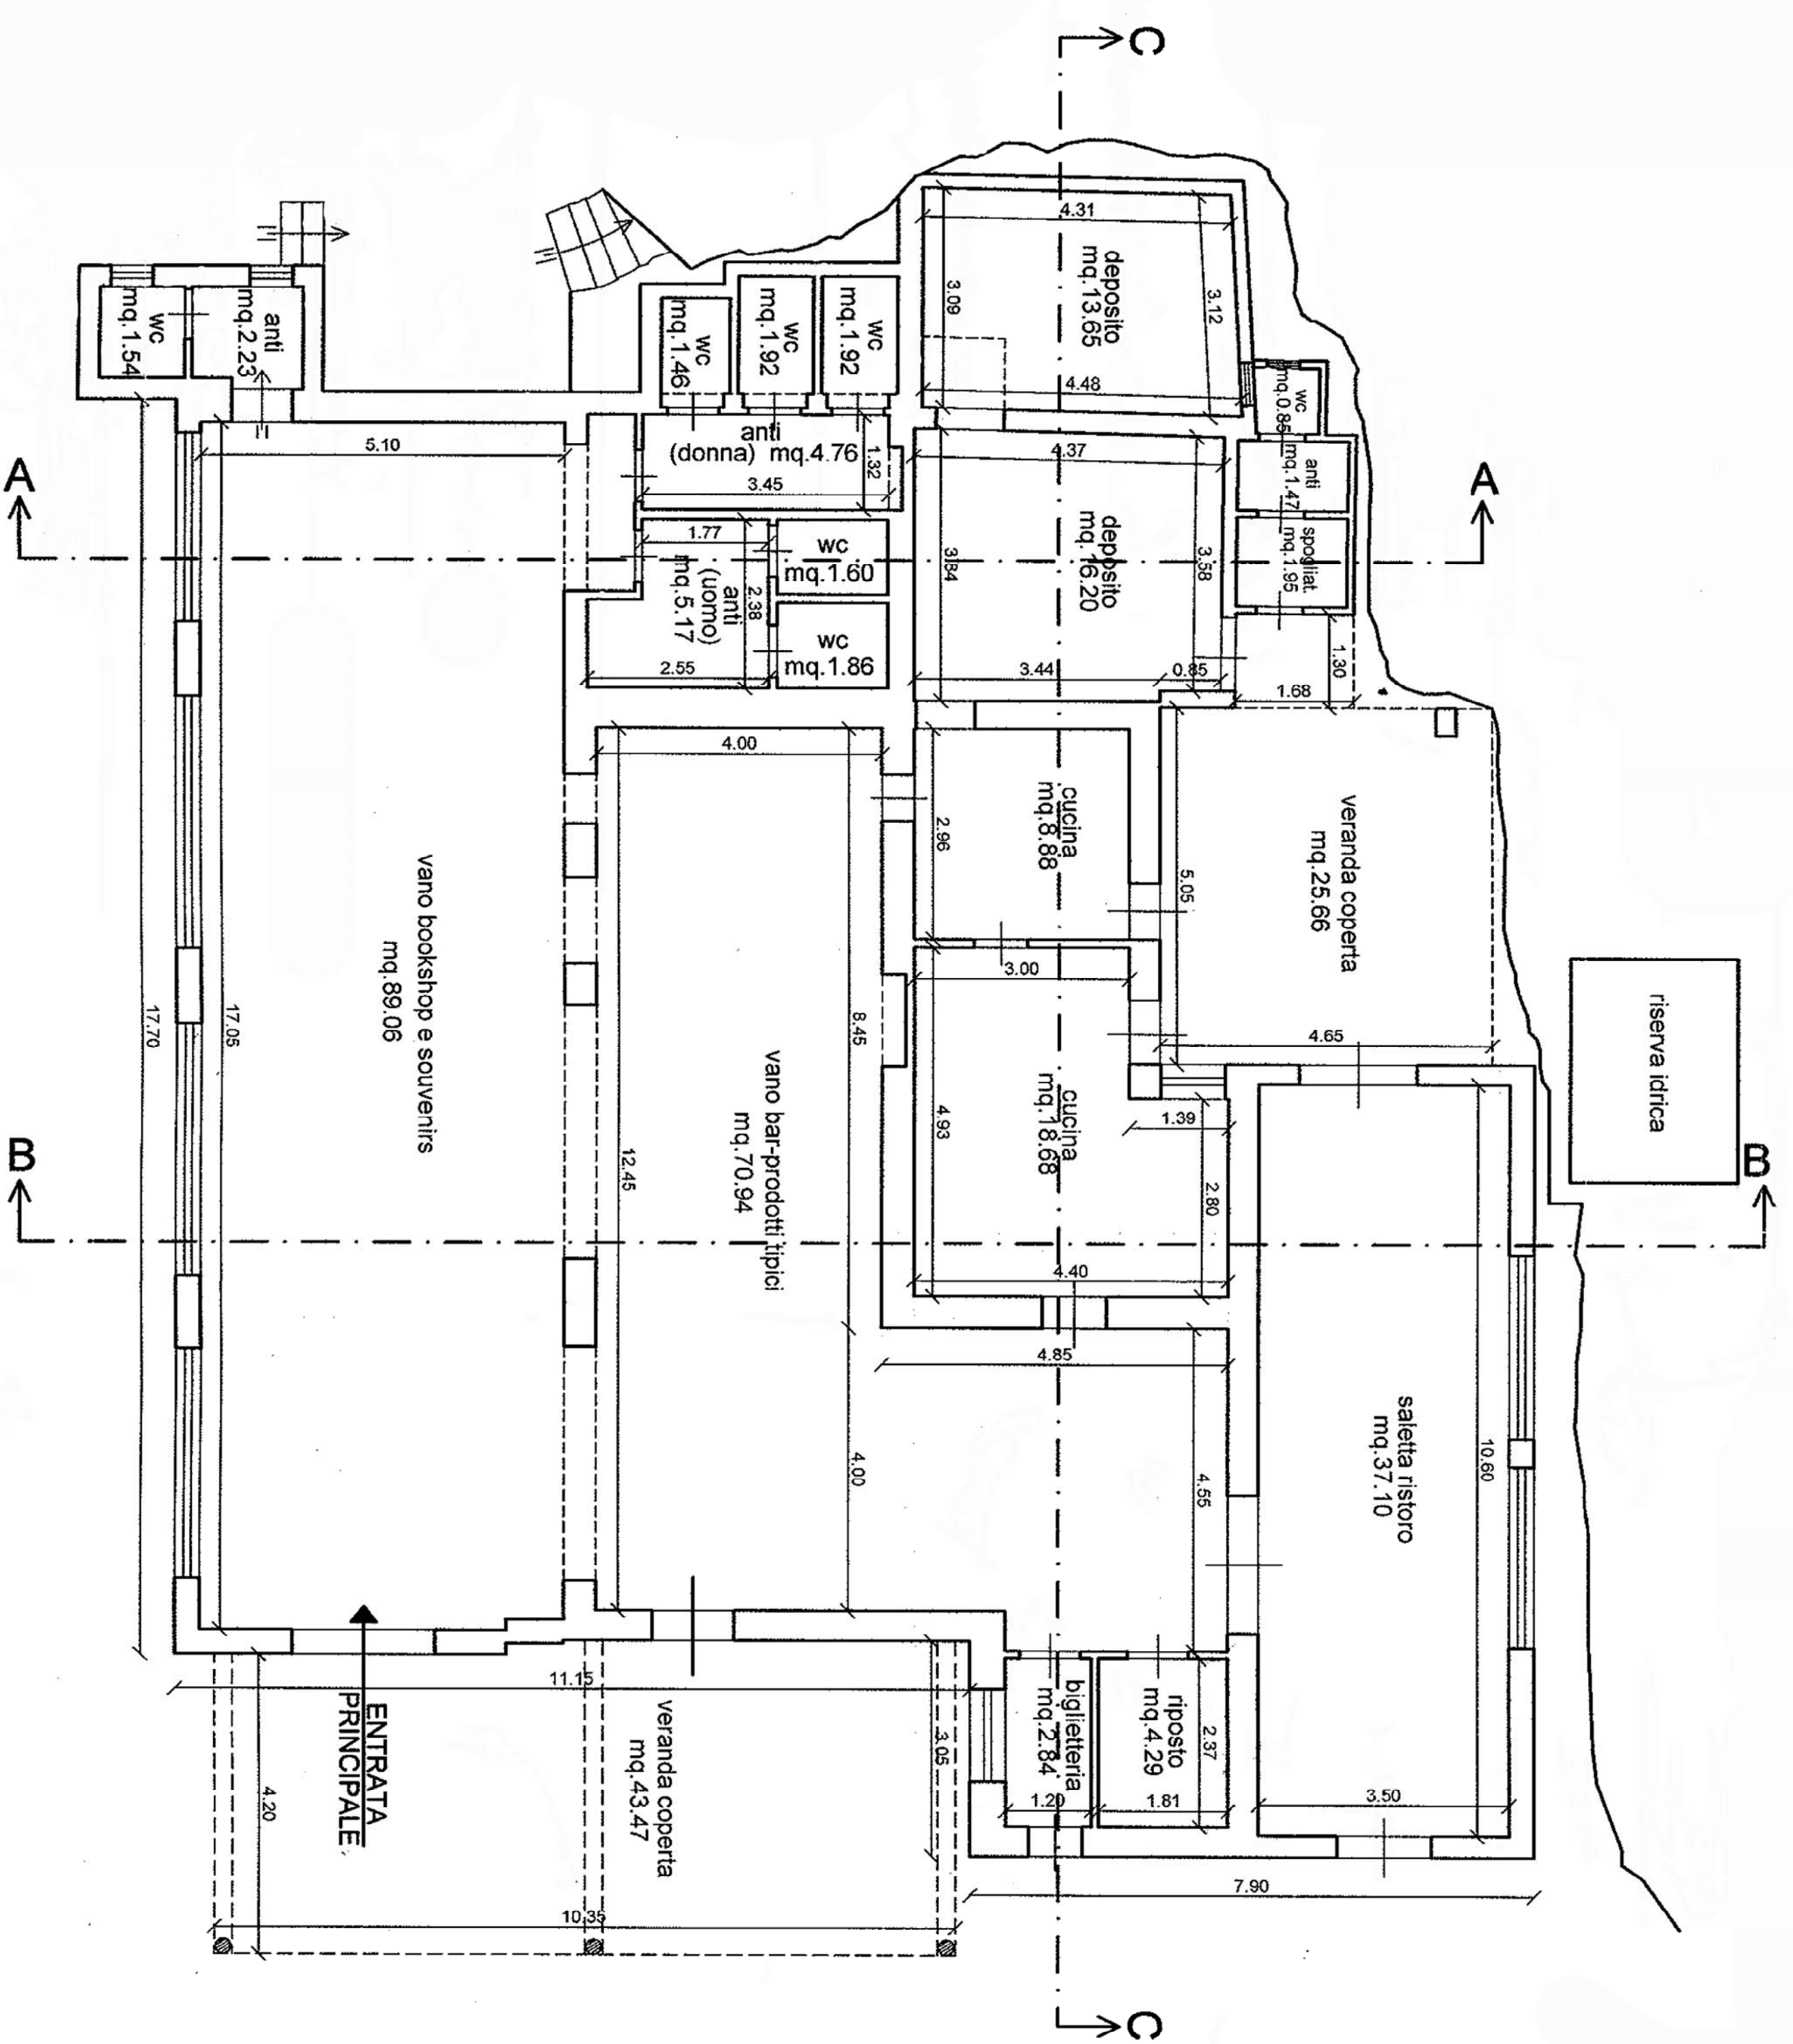 C
4.31
deposito
mq.13.65
3.09
3.12
4.48
wc
mq.1.54
anti
mq.2.23
wc
mq.1.46
wc
mq.1.92
wc
mq.1.92
wc
mq.0.85
5.10
anti
(donna) mq.4.76
1.32
3.45
4.37
anti
mq.1.47
A
A
1.77
anti
(uomo)
mq.5.17
2.38
2.55
wc
mq.1.60
wc
mq.1.86
deposito
mq.16.20
3.84
3.58
3.44
0.85
spogliat.
mq.1.95
1.30
1.68
4.00
cucina
mq.8.88
2.96
veranda coperta
mq.25.66
5.05
4.65
vano bookshop e souvenirs
mq.89.06
17.70
17.05
8.45
12.45
vano bar-prodotti tipici
mq.70.94
3.00
cucina
mq.18.68
4.93
1.39
2.80
4.40
riserva idrica
B
B
4.85
4.00
4.55
saletta ristoro
mq.37.10
10.60
11.15
ENTRATA
PRINCIPALE
4.20
veranda coperta
mq.43.47
3.05
biglietteria
mq.2.84
1.20
riposto
mq.4.29
2.37
1.81
3.50
7.90
10.35
C